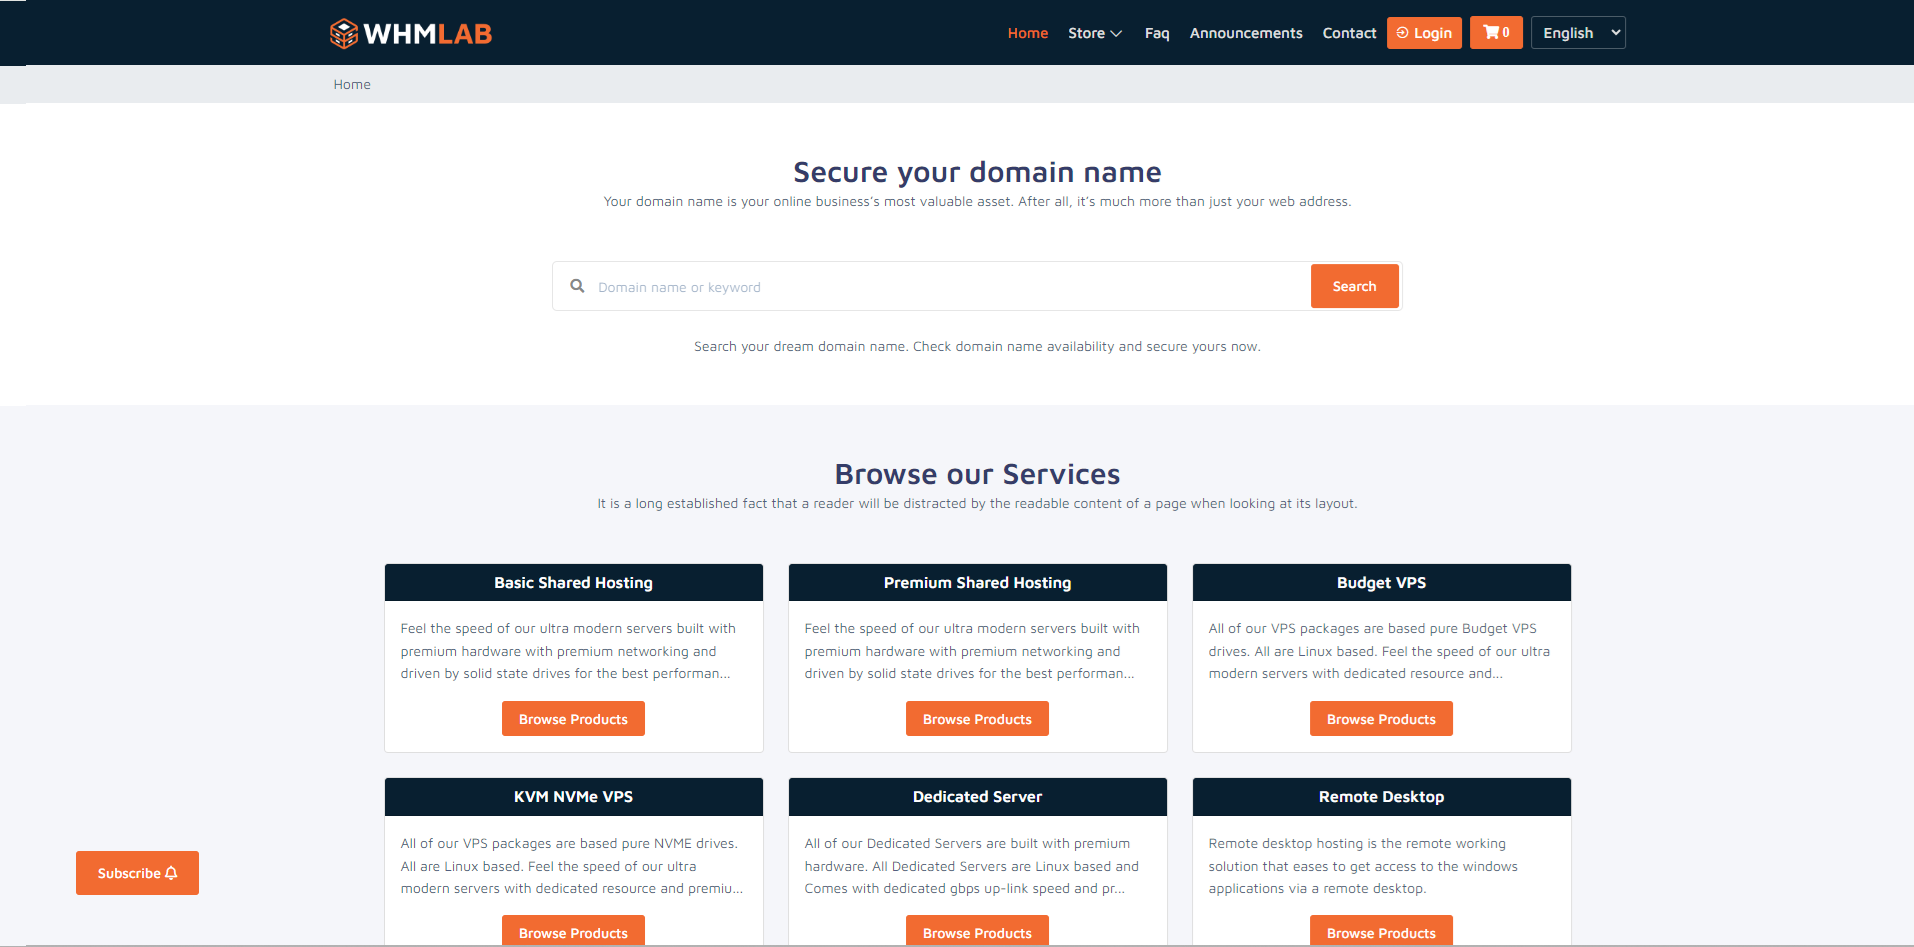 WHMLAB
Home Store Faq Announcements Contact Login 0 English
Home
Secure your domain name
Your domain name is your online business's most valuable asset. After all, it's much more than just your web address.
Domain name or keyword Search
Search your dream domain name. Check domain name availability and secure yours now.
Browse our Services
It is a long established fact that a reader will be distracted by the readable content of a page when looking at its layout.
Basic Shared Hosting
Feel the speed of our ultra modern servers built with
premium hardware with premium networking and
driven by solid state drives for the best performan...
Browse Products
Premium Shared Hosting
Feel the speed of our ultra modern servers built with
premium hardware with premium networking and
driven by solid state drives for the best performan...
Browse Products
Budget VPS
All of our VPS packages are based pure Budget VPS
drives. All are Linux based. Feel the speed of our ultra
modern servers with dedicated resource and...
Browse Products
KVM NVMe VPS
All of our VPS packages are based pure NVME drives.
All are Linux based. Feel the speed of our ultra
modern servers with dedicated resource and premiu...
Browse Products
Dedicated Server
All of our Dedicated Servers are built with premium
hardware. All Dedicated Servers are Linux based and
Comes with dedicated gbps up-link speed and pr...
Browse Products
Remote Desktop
Remote desktop hosting is the remote working
solution that eases to get access to the windows
applications via a remote desktop.
Browse Products
Subscribe